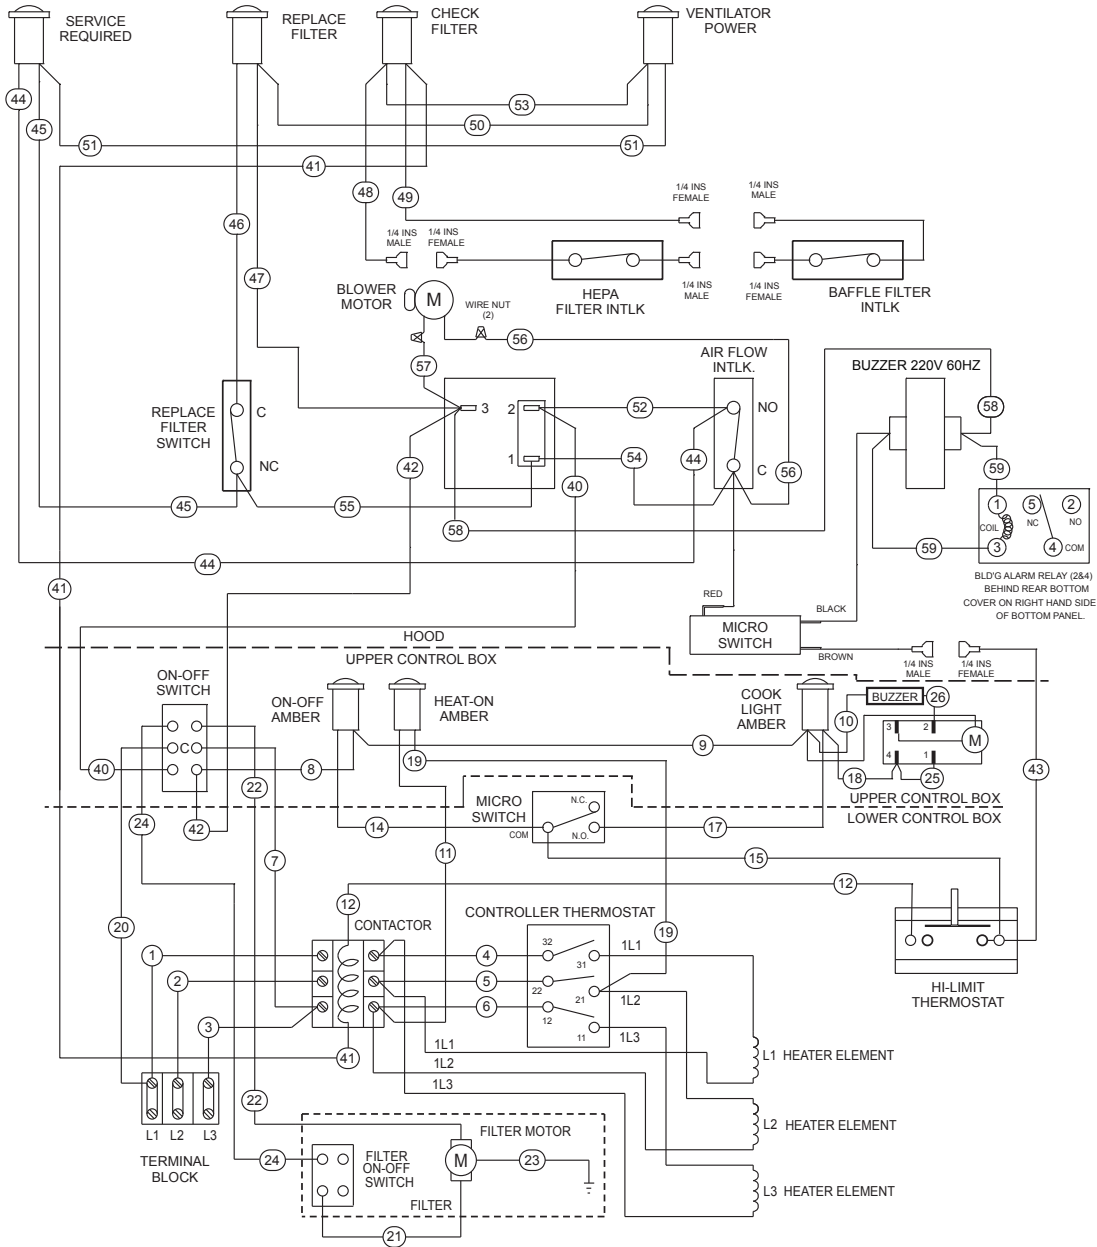 SERVICE
REQUIRED
REPLACE
FILTER
CHECK
FILTER
VENTILATOR
POWER
44
45
53
50
51
51
41
48
49
46
47
1/4 INS
FEMALE
1/4 INS
MALE
1/4 INS
MALE
1/4 INS
FEMALE
1/4 INS
MALE
1/4 INS
FEMALE
HEPA
FILTER INTLK
BAFFLE FILTER
INTLK
BLOWER
MOTOR
M
WIRE NUT
(2)
56
57
AIR FLOW
INTLK.
BUZZER 220V 60HZ
REPLACE
FILTER
SWITCH
C
NC
3
2
1
52
NO
C
58
42
54
44
56
40
59
45
55
58
1
5
2
COIL
NC
NO
3
4
COM
59
44
BLD'G ALARM RELAY (2&4)
BEHIND REAR BOTTOM
COVER ON RIGHT HAND SIDE
OF BOTTOM PANEL.
41
RED
BLACK
MICRO
SWITCH
BROWN
HOOD
UPPER CONTROL BOX
1/4 INS
MALE
1/4 INS
FEMALE
ON-OFF
SWITCH
ON-OFF
AMBER
HEAT-ON
AMBER
COOK
LIGHT
AMBER
BUZZER
26
10
3
2
M
4
1
C
9
19
40
8
22
18
25
43
UPPER CONTROL BOX
LOWER CONTROL BOX
24
42
MICRO
SWITCH
N.C.
COM
N.O.
14
17
7
11
15
12
12
20
CONTACTOR
CONTROLLER THERMOSTAT
19
1
4
32
31
1L1
2
5
22
21
1L2
6
12
11
1L3
3
HI-LIMIT
THERMOSTAT
41
1L1
1L2
1L3
L1 HEATER ELEMENT
L2 HEATER ELEMENT
L3 HEATER ELEMENT
22
L1
L2
L3
TERMINAL
BLOCK
FILTER MOTOR
24
FILTER
ON-OFF
SWITCH
M
23
FILTER
21